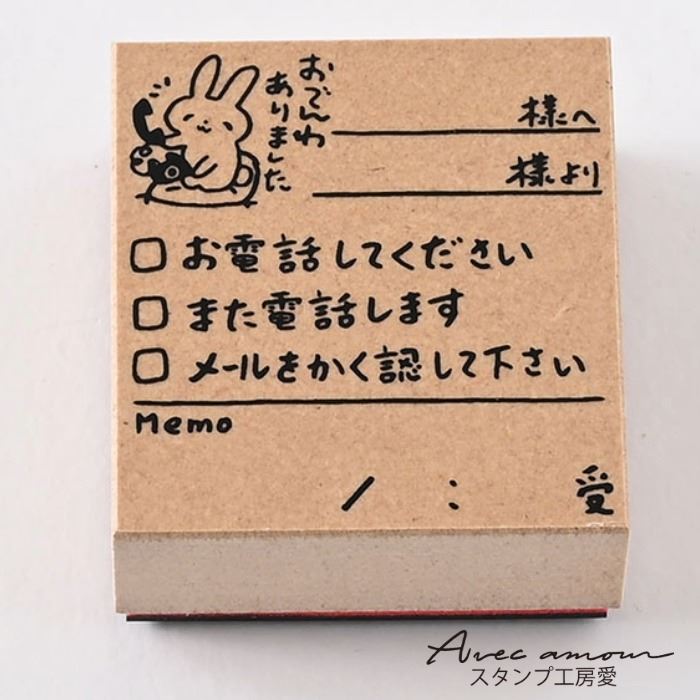 おでんわ
ありました
様へ
様より
お電話してください
また電話します
メールをかく認して下さい
Memo
/ : 受
Avec amour
スタンプ工房愛